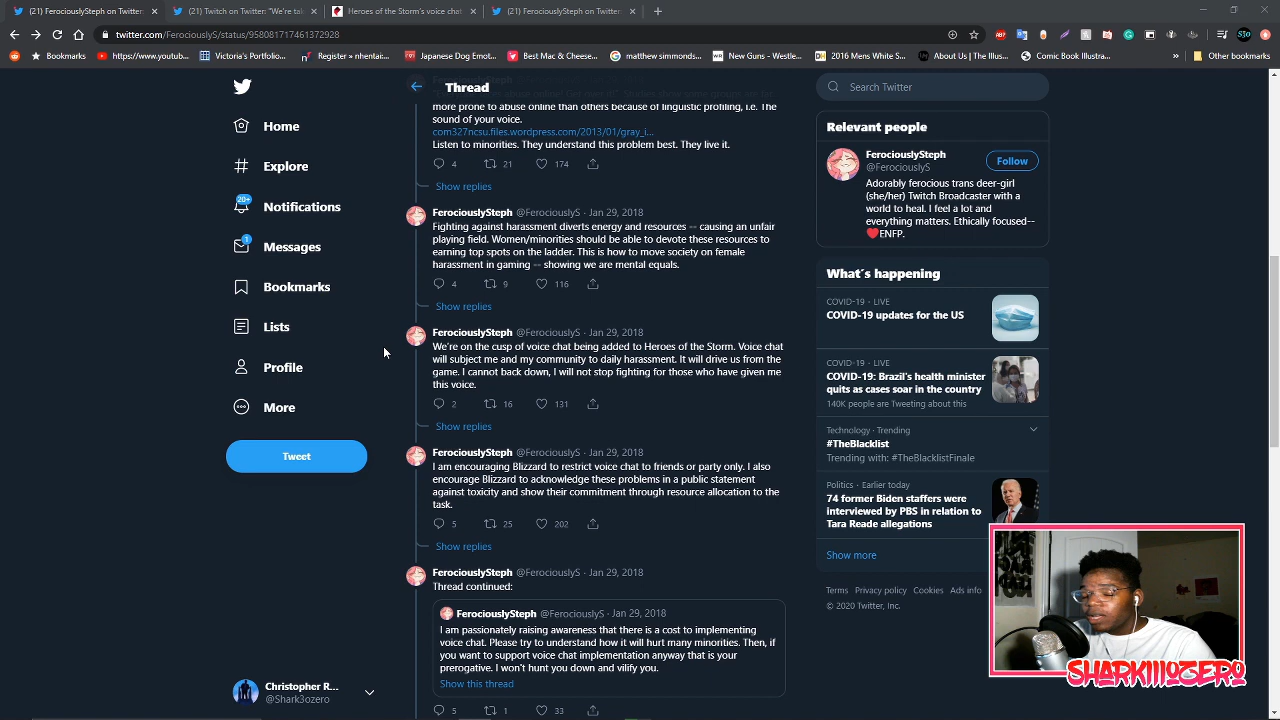 (21) FerociouslySteph on Twitter:
(21) Twitch on Twitter: "We're tak
Heroes of the Storm's voice chat
(21) FerociouslySteph on Twitter
twitter.com/FerociouslyS/status/958081717461372928
https://www.youtub...
Victoria's Portfolio...
Register » nhentai...
Japanese Dog Emot...
Best Mac & Cheese...
matthew simmonds...
New Guns - Westle...
2016 Mens White S...
About Us | The Tor...
Comic Book Illustrat...
Other bookmarks
Thread
more prone to abuse online than others because of linguistic profiling, i.e. The
sound of your voice.
com327ncsu.files.wordpress.com/2013/01/gray_i...
Listen to minorities. They understand this problem best. They live it.
4 21 174
Show replies
FerociouslySteph @FerociouslyS · Jan 29, 2018
Fighting against harassment diverts energy and resources -- causing an unfair
playing field. Women/minorities should be able to devote these resources to
earning top spots on the ladder. This is how to move society on female
harassment in gaming -- showing we are mental equals.
4 9 116
Show replies
FerociouslySteph @FerociouslyS · Jan 29, 2018
We're on the cusp of voice chat being added to Heroes of the Storm. Voice chat
will subject me and my community to daily harassment. It will drive us from the
game. I cannot back down, I will not stop fighting for those who have given me
this voice.
2 16 131
Show replies
FerociouslySteph @FerociouslyS · Jan 29, 2018
I am encouraging Blizzard to restrict voice chat to friends or party only. I also
encourage Blizzard to acknowledge these problems in a public statement
against toxicity and show their commitment through resource allocation to the
task.
5 25 202
Show replies
FerociouslySteph @FerociouslyS · Jan 29, 2018
Thread continued:
FerociouslySteph @FerociouslyS · Jan 29, 2018
I am passionately raising awareness that there is a cost to implementing
voice chat. Please try to understand how it will hurt many minorities. Then, if
you want to support voice chat implementation anyway that is your
prerogative. I won't hunt you down and vilify you.
Show this thread
5 1 33
Home
Explore
20+
Notifications
1
Messages
Bookmarks
Lists
Profile
More
Tweet
Christopher R...
@Shark3ozero
Search Twitter
Relevant people
FerociouslySteph
@FerociouslyS
Follow
Adorably ferocious trans deer-girl
(she/her) Twitch Broadcaster with a
world to heal. I feel a lot and
everything matters. Ethically focused--
❤️ENFP.
What's happening
COVID-19 · LIVE
COVID-19 updates for the US
COVID-19 · LIVE
COVID-19: Brazil's health minister
quits as cases soar in the country
140K people are Tweeting about this
Technology · Trending
#TheBlacklist
Trending with: #TheBlacklistFinale
Politics · Earlier today
74 former Biden staffers were
interviewed by PBS in relation to
Tara Reade allegations
Show more
Terms Privacy policy Cookies Ads info
© 2020 Twitter, Inc.
SHARKIIIOZERO